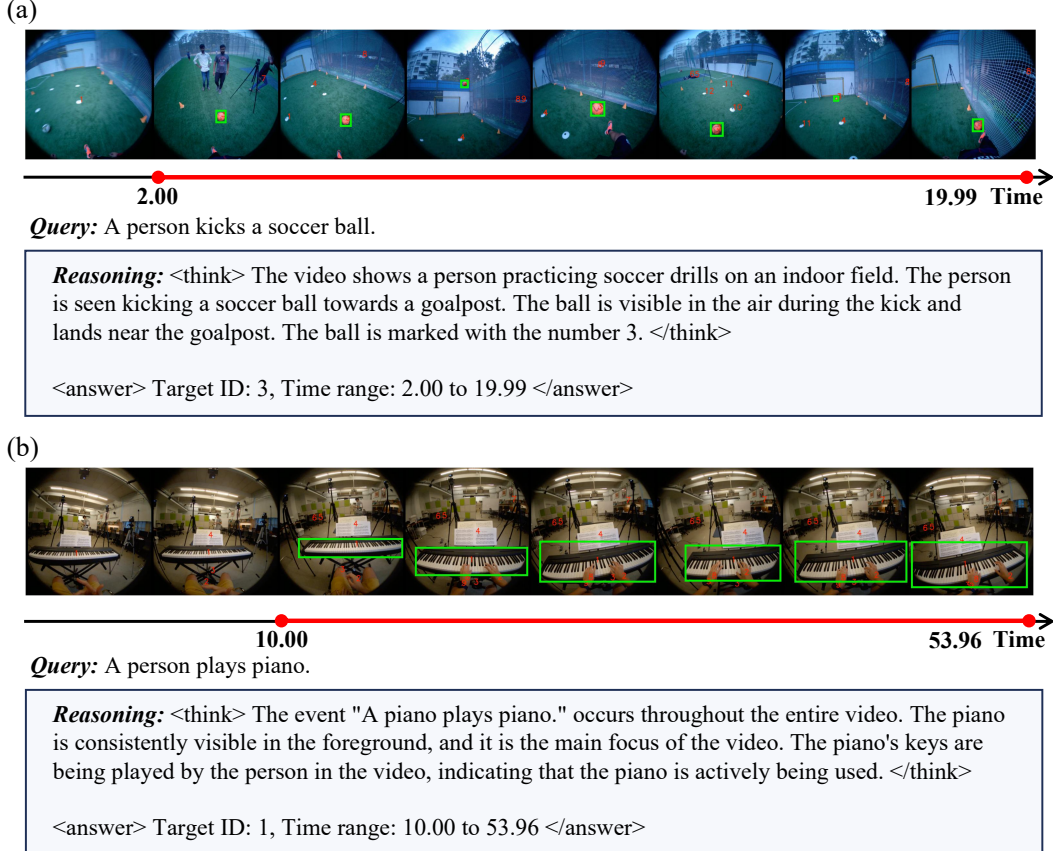 (a)
2.00 19.99 Time
Query: A person kicks a soccer ball.
Reasoning: <think> The video shows a person practicing soccer drills on an indoor field. The person
is seen kicking a soccer ball towards a goalpost. The ball is visible in the air during the kick and
lands near the goalpost. The ball is marked with the number 3. </think>
<answer> Target ID: 3, Time range: 2.00 to 19.99 </answer>
(b)
4 4 4 4 4
10.00 53.96 Time
Query: A person plays piano.
Reasoning: <think> The event "A piano plays piano." occurs throughout the entire video. The piano
is consistently visible in the foreground, and it is the main focus of the video. The piano's keys are
being played by the person in the video, indicating that the piano is actively being used. </think>
<answer> Target ID: 1, Time range: 10.00 to 53.96 </answer>